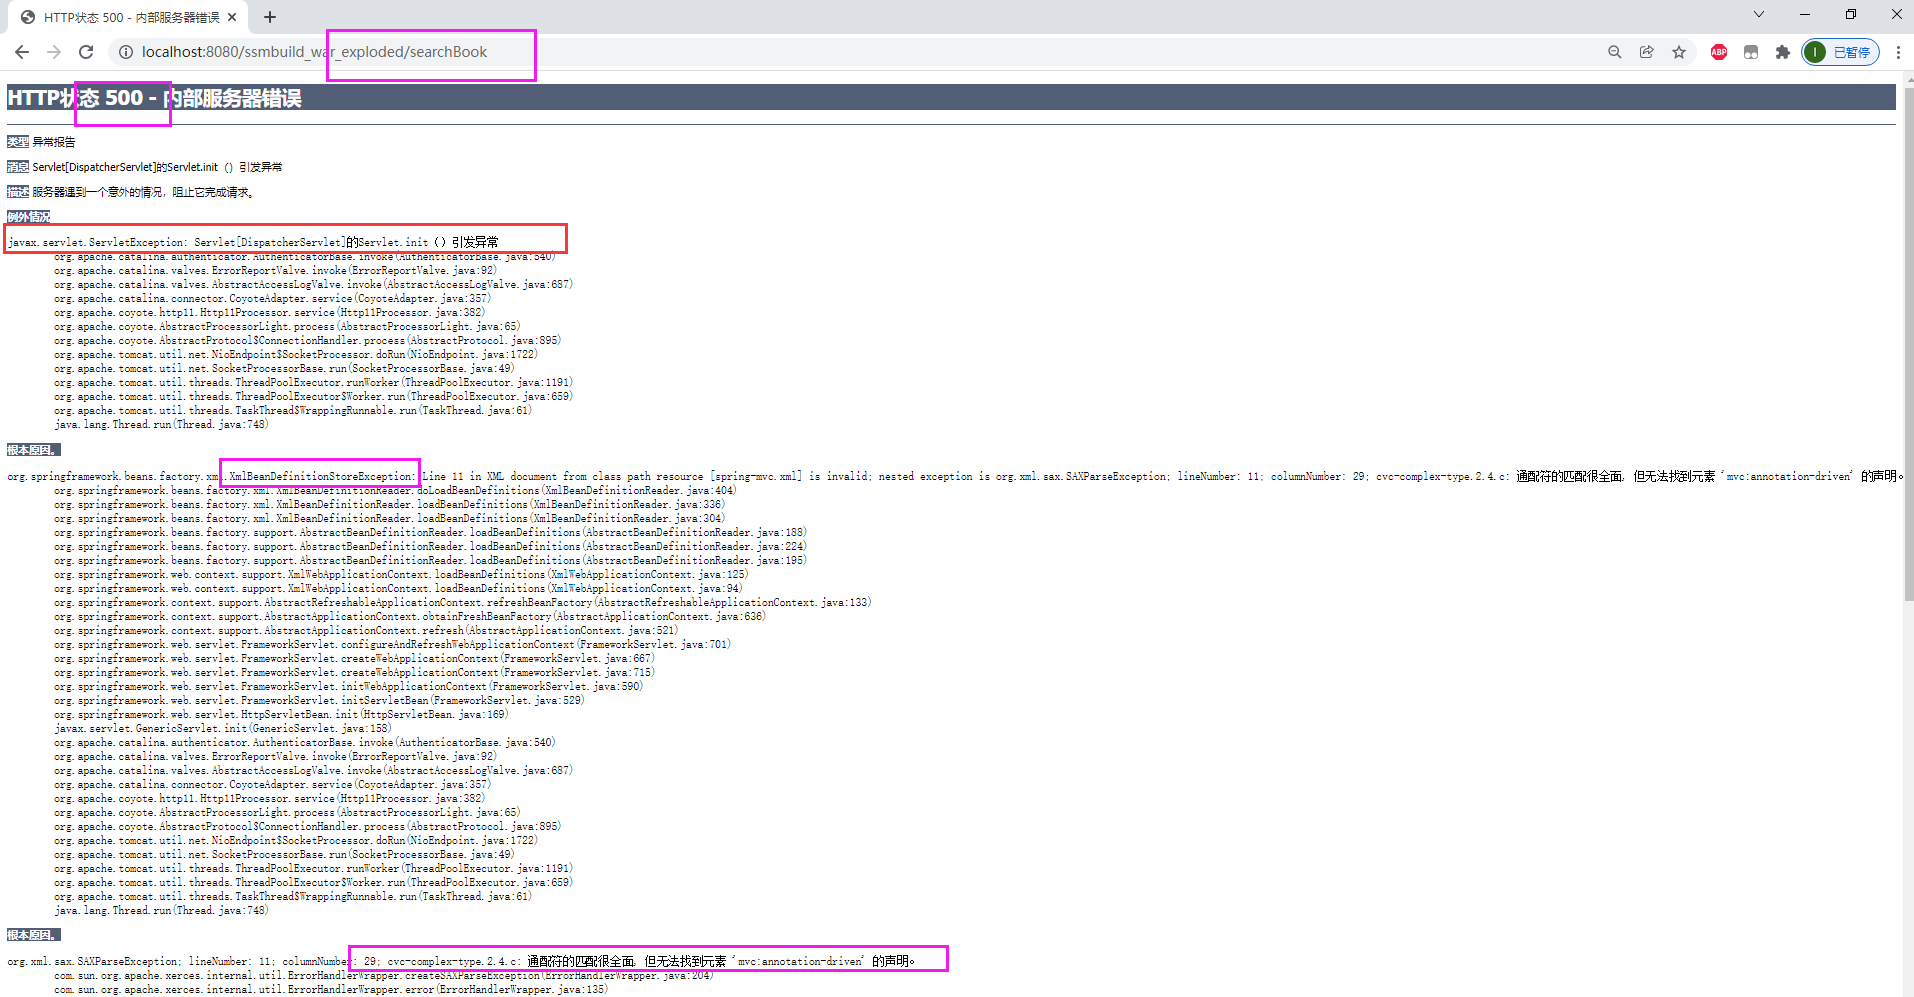 HTTP状态 500 - 内部服务器错误
localhost:8080/ssmbuild_war_exploded/searchBook
ABP
I
已暂停
HTTP状态 500 - 内部服务器错误
类型 异常报告
消息 Servlet[DispatcherServlet]的Servlet.init（）引发异常
描述 服务器遇到一个意外的情况，阻止它完成请求。
例外情况
javax.servlet.ServletException: Servlet[DispatcherServlet]的Servlet.init（）引发异常
org.apache.catalina.authenticator.AuthenticatorBase.invoke(AuthenticatorBase.java:540)
org.apache.catalina.valves.ErrorReportValve.invoke(ErrorReportValve.java:92)
org.apache.catalina.valves.AbstractAccessLogValve.invoke(AbstractAccessLogValve.java:687)
org.apache.catalina.connector.CoyoteAdapter.service(CoyoteAdapter.java:357)
org.apache.coyote.http11.Http11Processor.service(Http11Processor.java:382)
org.apache.coyote.AbstractProcessorLight.process(AbstractProcessorLight.java:65)
org.apache.coyote.AbstractProtocol$ConnectionHandler.process(AbstractProtocol.java:895)
org.apache.tomcat.util.net.NioEndpoint$SocketProcessor.doRun(NioEndpoint.java:1722)
org.apache.tomcat.util.net.SocketProcessorBase.run(SocketProcessorBase.java:49)
org.apache.tomcat.util.threads.ThreadPoolExecutor.runWorker(ThreadPoolExecutor.java:1191)
org.apache.tomcat.util.threads.ThreadPoolExecutor$Worker.run(ThreadPoolExecutor.java:659)
org.apache.tomcat.util.threads.TaskThread$WrappingRunnable.run(TaskThread.java:61)
java.lang.Thread.run(Thread.java:748)
根本原因。
org.springframework.beans.factory.xml.XmlBeanDefinitionStoreException: Line 11 in XML document from class path resource [spring-mvc.xml] is invalid; nested exception is org.xml.sax.SAXParseException; lineNumber: 11; columnNumber: 29; cvc-complex-type.2.4.c: 通配符的匹配很全面, 但无法找到元素 'mvc:annotation-driven' 的声明。
org.springframework.beans.factory.xml.XmlBeanDefinitionReader.doLoadBeanDefinitions(XmlBeanDefinitionReader.java:404)
org.springframework.beans.factory.xml.XmlBeanDefinitionReader.loadBeanDefinitions(XmlBeanDefinitionReader.java:336)
org.springframework.beans.factory.xml.XmlBeanDefinitionReader.loadBeanDefinitions(XmlBeanDefinitionReader.java:304)
org.springframework.beans.factory.support.AbstractBeanDefinitionReader.loadBeanDefinitions(AbstractBeanDefinitionReader.java:188)
org.springframework.beans.factory.support.AbstractBeanDefinitionReader.loadBeanDefinitions(AbstractBeanDefinitionReader.java:224)
org.springframework.beans.factory.support.AbstractBeanDefinitionReader.loadBeanDefinitions(AbstractBeanDefinitionReader.java:195)
org.springframework.web.context.support.XmlWebApplicationContext.loadBeanDefinitions(XmlWebApplicationContext.java:125)
org.springframework.web.context.support.XmlWebApplicationContext.loadBeanDefinitions(XmlWebApplicationContext.java:94)
org.springframework.context.support.AbstractRefreshableApplicationContext.refreshBeanFactory(AbstractRefreshableApplicationContext.java:133)
org.springframework.context.support.AbstractApplicationContext.obtainFreshBeanFactory(AbstractApplicationContext.java:636)
org.springframework.context.support.AbstractApplicationContext.refresh(AbstractApplicationContext.java:521)
org.springframework.web.servlet.FrameworkServlet.configureAndRefreshWebApplicationContext(FrameworkServlet.java:701)
org.springframework.web.servlet.FrameworkServlet.createWebApplicationContext(FrameworkServlet.java:667)
org.springframework.web.servlet.FrameworkServlet.createWebApplicationContext(FrameworkServlet.java:715)
org.springframework.web.servlet.FrameworkServlet.initWebApplicationContext(FrameworkServlet.java:590)
org.springframework.web.servlet.FrameworkServlet.initServletBean(FrameworkServlet.java:529)
org.springframework.web.servlet.HttpServletBean.init(HttpServletBean.java:169)
javax.servlet.GenericServlet.init(GenericServlet.java:158)
org.apache.catalina.authenticator.AuthenticatorBase.invoke(AuthenticatorBase.java:540)
org.apache.catalina.valves.ErrorReportValve.invoke(ErrorReportValve.java:92)
org.apache.catalina.valves.AbstractAccessLogValve.invoke(AbstractAccessLogValve.java:687)
org.apache.catalina.connector.CoyoteAdapter.service(CoyoteAdapter.java:357)
org.apache.coyote.http11.Http11Processor.service(Http11Processor.java:382)
org.apache.coyote.AbstractProcessorLight.process(AbstractProcessorLight.java:65)
org.apache.coyote.AbstractProtocol$ConnectionHandler.process(AbstractProtocol.java:895)
org.apache.tomcat.util.net.NioEndpoint$SocketProcessor.doRun(NioEndpoint.java:1722)
org.apache.tomcat.util.net.SocketProcessorBase.run(SocketProcessorBase.java:49)
org.apache.tomcat.util.threads.ThreadPoolExecutor.runWorker(ThreadPoolExecutor.java:1191)
org.apache.tomcat.util.threads.ThreadPoolExecutor$Worker.run(ThreadPoolExecutor.java:659)
org.apache.tomcat.util.threads.TaskThread$WrappingRunnable.run(TaskThread.java:61)
java.lang.Thread.run(Thread.java:748)
根本原因。
org.xml.sax.SAXParseException; lineNumber: 11; columnNumber: 29; cvc-complex-type.2.4.c: 通配符的匹配很全面, 但无法找到元素 'mvc:annotation-driven' 的声明。
com.sun.org.apache.xerces.internal.util.ErrorHandlerWrapper.createSAXParseException(ErrorHandlerWrapper.java:204)
com.sun.org.apache.xerces.internal.util.ErrorHandlerWrapper.error(ErrorHandlerWrapper.java:135)